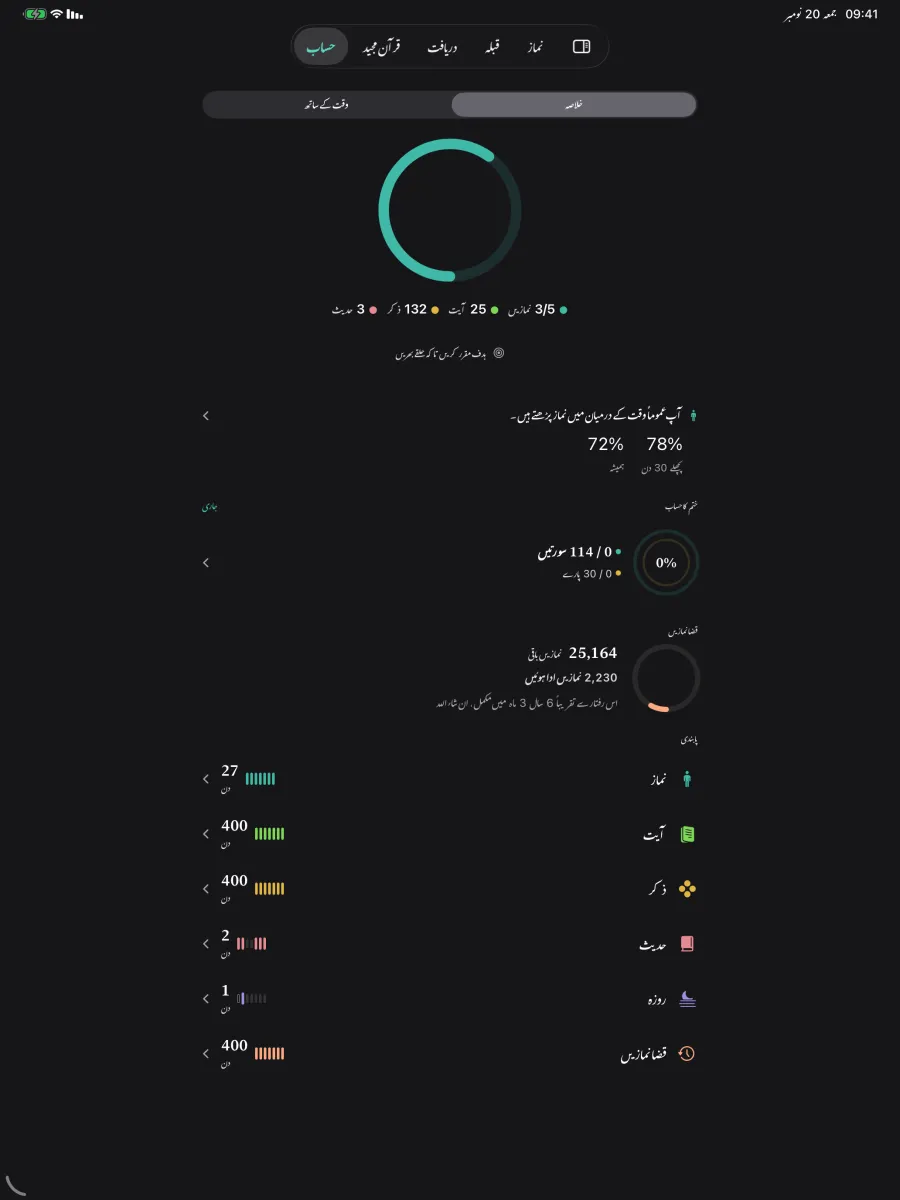 09:41 جمعہ 20 نومبر
نماز قبلہ دریافت قرآن مجید حساب
خلاصہ وقت کے ساتھ
3/5 نمازیں 25 آیت 132 ذکر 3 حدیث
ہدف مقرر کریں تاکہ حلقے بھریں
آپ عموماً وقت کے درمیان میں نماز پڑھتے ہیں۔
78% 72%
پچھلے 30 دن ہمیشہ
ختم کا حساب جاری
0%
0 / 114 سورتیں
0 / 30 پارے
قضا نمازیں
25,164 نمازیں باقی
2,230 نمازیں ادا ہوئیں
اس رفتار سے تقریباً 6 سال 3 ماہ میں مکمل، ان شاء اللہ
پابندی
نماز 27 دن
آیت 400 دن
ذکر 400 دن
حدیث 2 دن
روزہ 1 دن
قضا نمازیں 400 دن